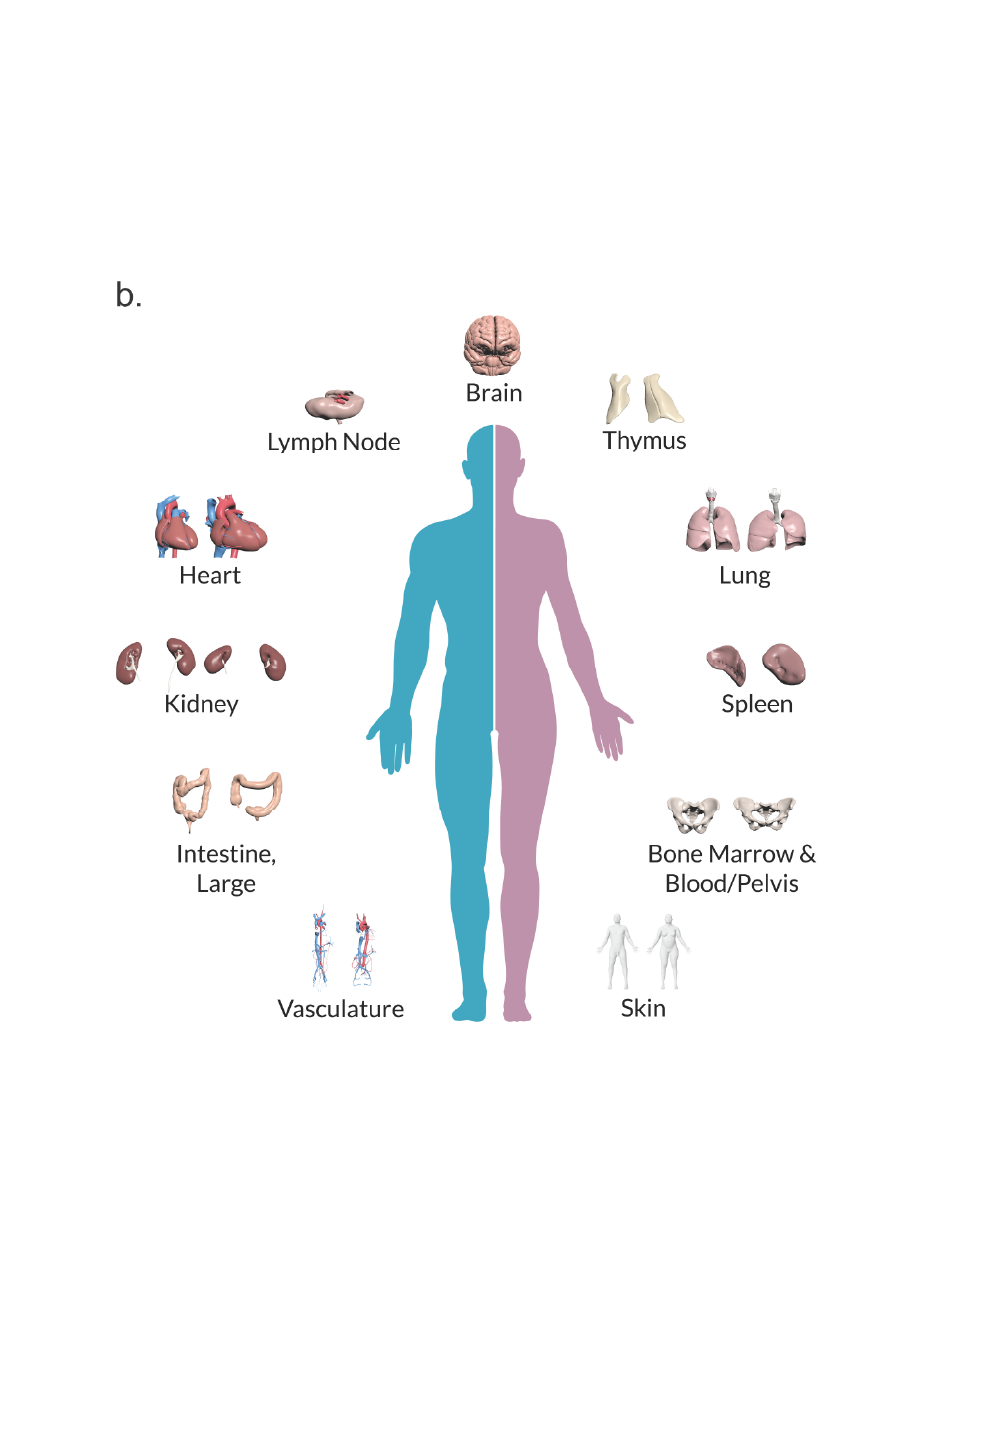 b.
Brain
Lymph Node
Thymus
Heart
Lung
Kidney
Spleen
Intestine,
Large
Bone Marrow &
Blood/Pelvis
Vasculature
Skin